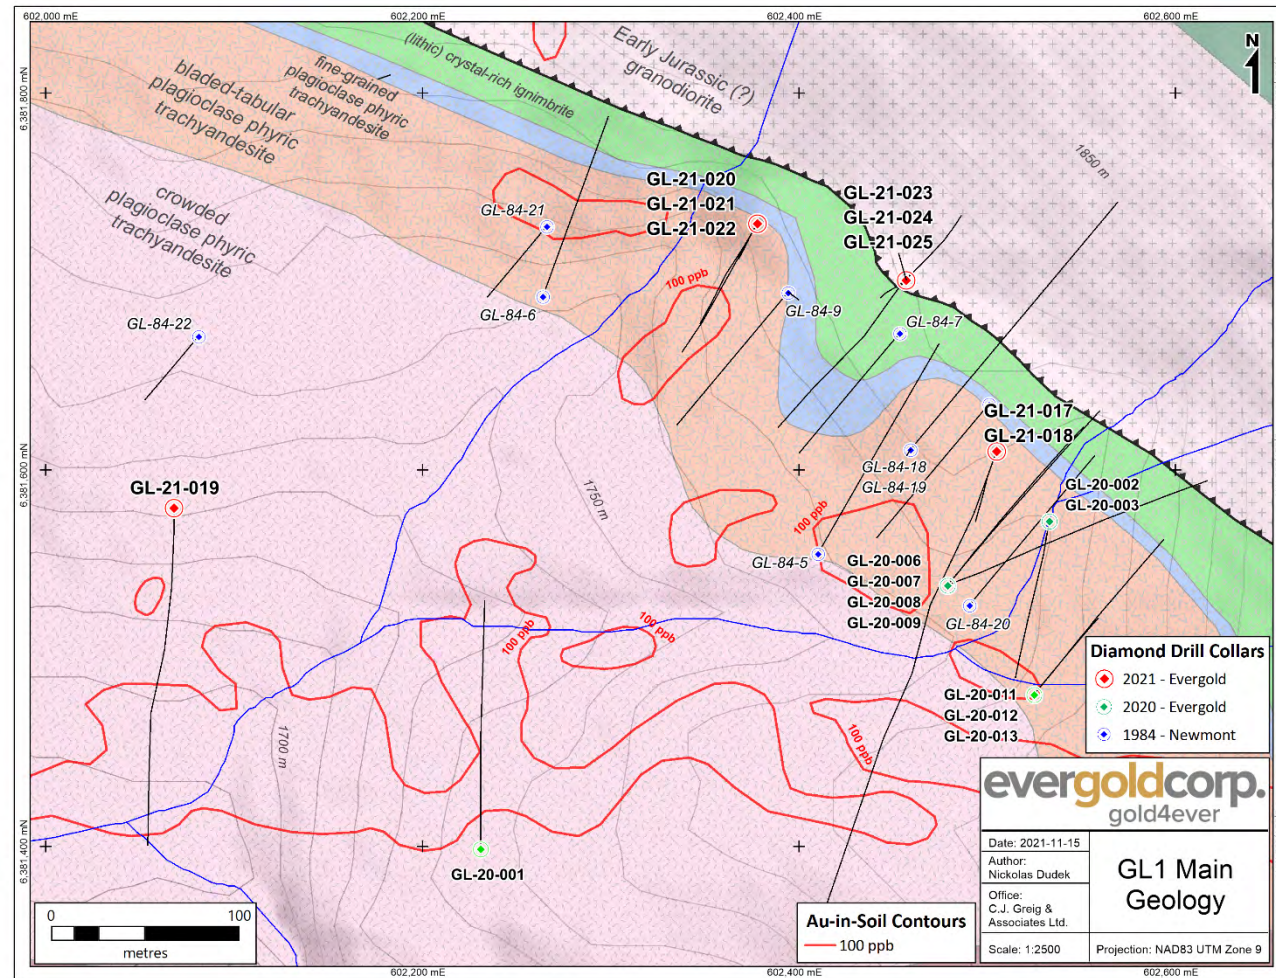 602,000 mE
602,200 mE
602,400 mE
602,600 mE
N
6,381,800 mN
6,381,600 mN
6,381,400 mN
Early Jurassic (?)
granodiorite
(lithic) crystal-rich ignimbrite
fine-grained
plagioclase phyric
trachyandesite
bladed-tabular
plagioclase phyric
trachyandesite
crowded
plagioclase phyric
trachyandesite
1850 m
GL-21-020
GL-21-021
GL-21-022
GL-21-023
GL-21-024
GL-21-025
GL-84-21
GL-84-6
GL-84-22
100 ppb
GL-84-9
GL-84-7
GL-21-017
GL-21-018
GL-84-18
GL-84-19
GL-20-002
GL-20-003
GL-21-019
1750 m
100 ppb
GL-84-5
GL-20-006
GL-20-007
GL-20-008
GL-20-009
GL-84-20
100 ppb
100 ppb
GL-20-011
GL-20-012
GL-20-013
100 ppb
1700 m
GL-20-001
Diamond Drill Collars
2021 - Evergold
2020 - Evergold
1984 - Newmont
evergoldcorp.
gold4ever
Date: 2021-11-15
Author:
Nickolas Dudek
Office:
C.J. Greig &
Associates Ltd.
Scale: 1:2500
GL1 Main
Geology
Projection: NAD83 UTM Zone 9
Au-in-Soil Contours
100 ppb
0 100
metres
602,200 mE
602,400 mE
602,600 mE